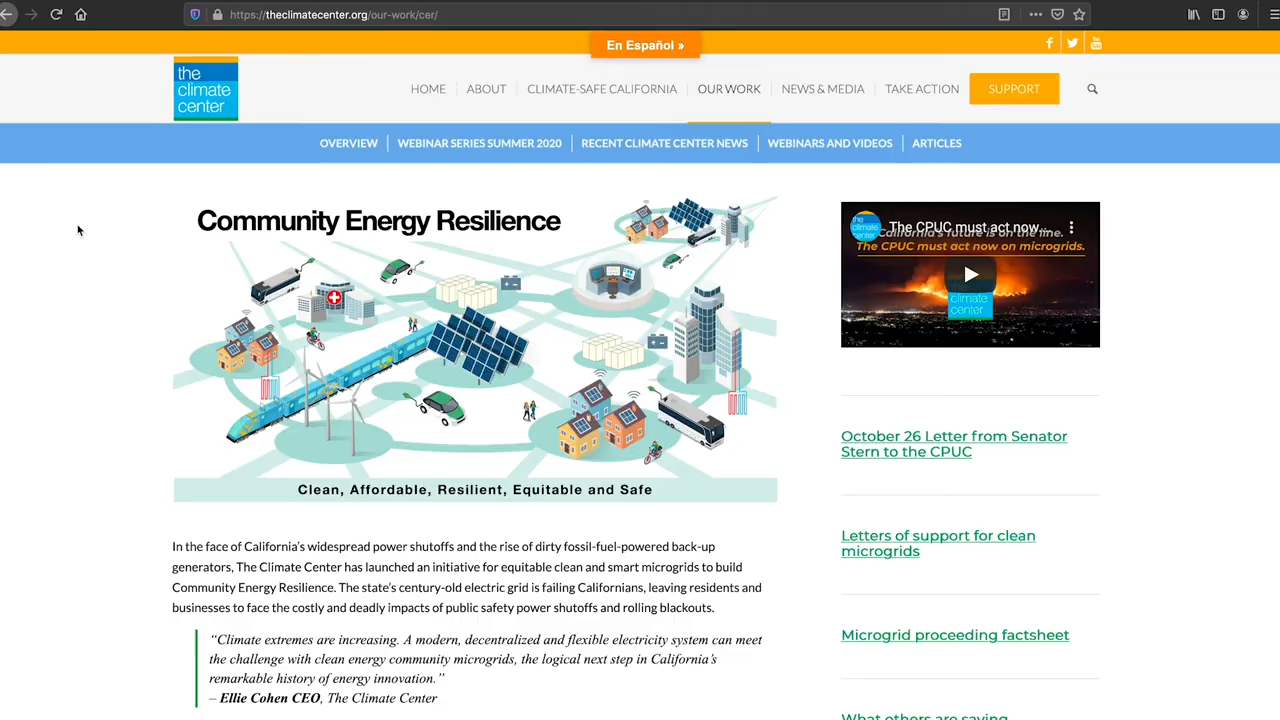 https://theclimatecenter.org/our-work/cer/
En Español »
the
climate
center
HOME
ABOUT
CLIMATE-SAFE CALIFORNIA
OUR WORK
NEWS & MEDIA
TAKE ACTION
SUPPORT
OVERVIEW
WEBINAR SERIES SUMMER 2020
RECENT CLIMATE CENTER NEWS
WEBINARS AND VIDEOS
ARTICLES
Community Energy Resilience
Clean, Affordable, Resilient, Equitable and Safe
In the face of California's widespread power shutoffs and the rise of dirty fossil-fuel-powered back-up
generators, The Climate Center has launched an initiative for equitable clean and smart microgrids to build
Community Energy Resilience. The state's century-old electric grid is failing Californians, leaving residents and
businesses to face the costly and deadly impacts of public safety power shutoffs and rolling blackouts.
“Climate extremes are increasing. A modern, decentralized and flexible electricity system can meet
the challenge with clean energy community microgrids, the logical next step in California's
remarkable history of energy innovation.”
– Ellie Cohen CEO, The Climate Center
The CPUC must act now...
California's future is on the line.
The CPUC must act now on microgrids.
climate
center
October 26 Letter from Senator
Stern to the CPUC
Letters of support for clean
microgrids
Microgrid proceeding factsheet
What others are saying